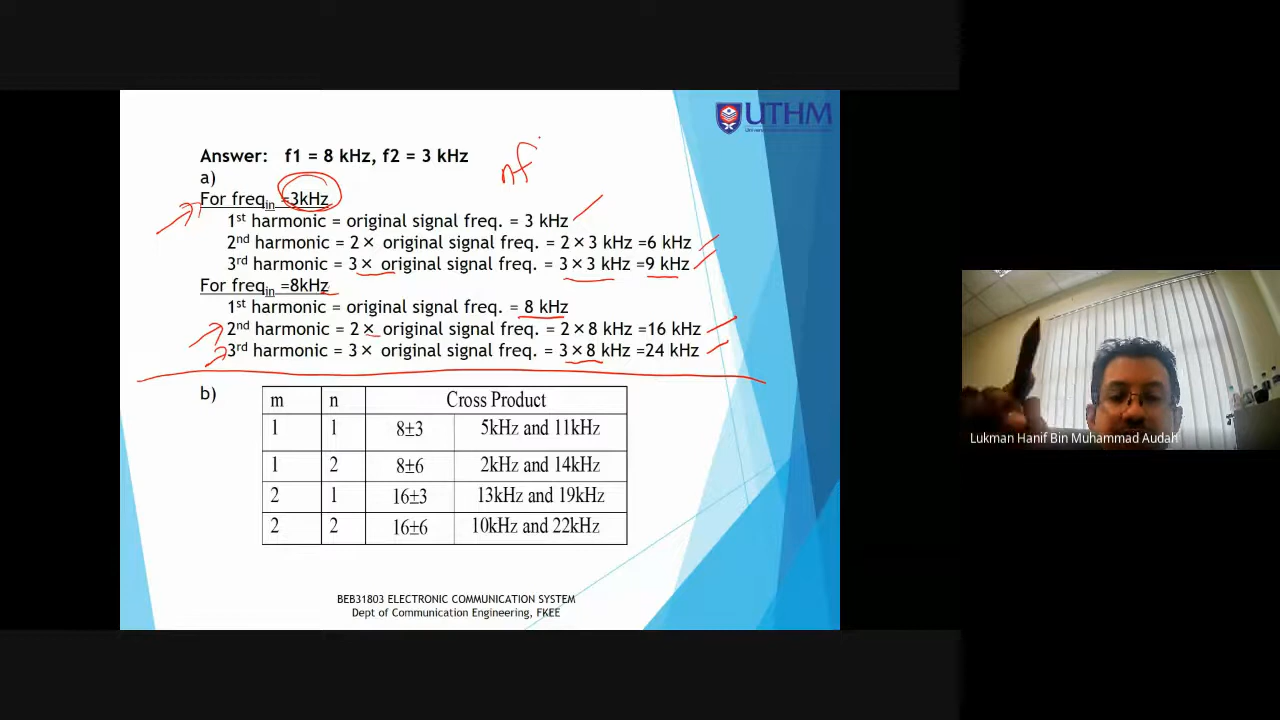 UTHM
Answer: f1 = 8 kHz, f2 = 3 kHz
nf
a)
For freqin =3kHz
1st harmonic = original signal freq. = 3 kHz
2nd harmonic = 2 × original signal freq. = 2 × 3 kHz =6 kHz
3rd harmonic = 3 × original signal freq. = 3 × 3 kHz =9 kHz
For freqin =8kHz
1st harmonic = original signal freq. = 8 kHz
2nd harmonic = 2 × original signal freq. = 2 × 8 kHz =16 kHz
3rd harmonic = 3 × original signal freq. = 3 × 8 kHz =24 kHz
b)
m n Cross Product
1 1 8±3 5kHz and 11kHz
1 2 8±6 2kHz and 14kHz
2 1 16±3 13kHz and 19kHz
2 2 16±6 10kHz and 22kHz
BEB31803 ELECTRONIC COMMUNICATION SYSTEM
Dept of Communication Engineering, FKEE
Lukman Hanif Bin Muhammad Audah